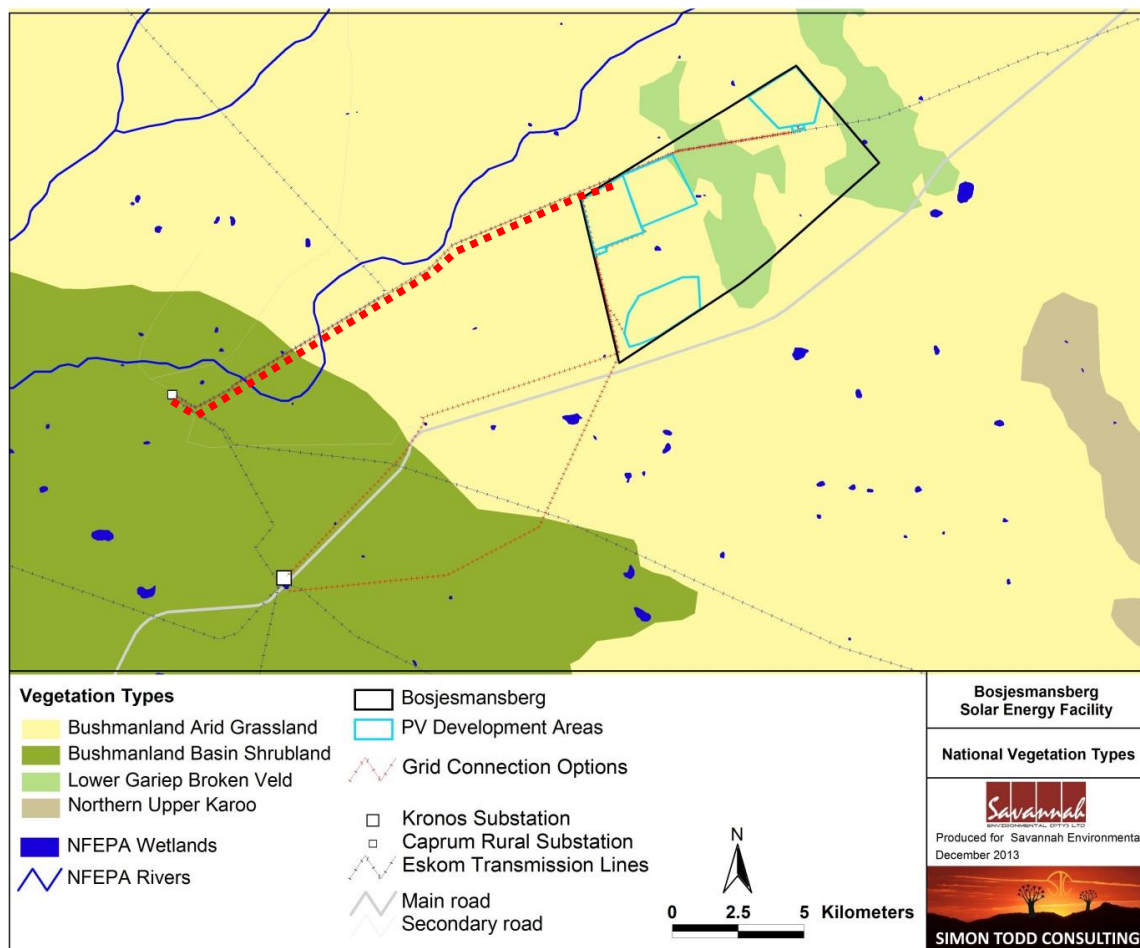 Vegetation Types
Bushmanland Arid Grassland
Bushmanland Basin Shrubland
Lower Gariep Broken Veld
Northern Upper Karoo
NFEPA Wetlands
NFEPA Rivers
Bosjesmansberg
PV Development Areas
Grid Connection Options
Kronos Substation
Caprum Rural Substation
Eskom Transmission Lines
Main road
Secondary road
N
0 2.5 5 Kilometers
Bosjesmansberg
Solar Energy Facility
National Vegetation Types
Savannah
ENVIRONMENTAL (PTY) LTD
Produced for Savannah Environmenta
December 2013
SIMON TODD CONSULTING